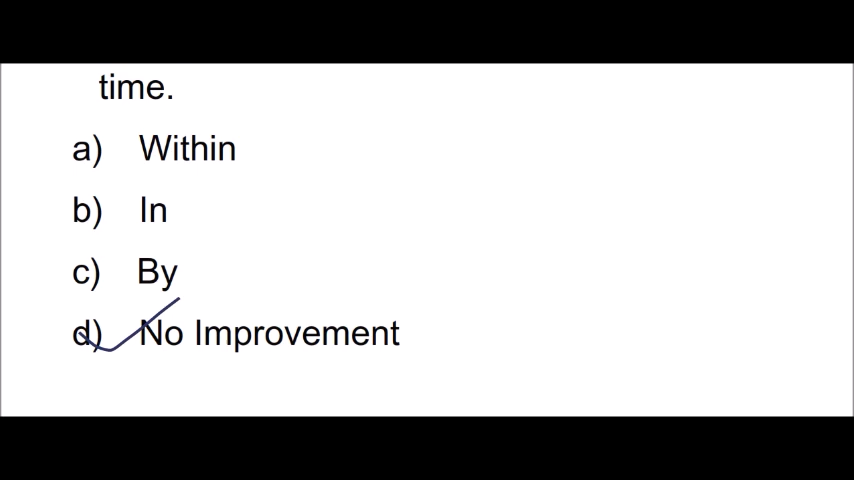 time.
a) Within
b) In
c) By
d) No Improvement